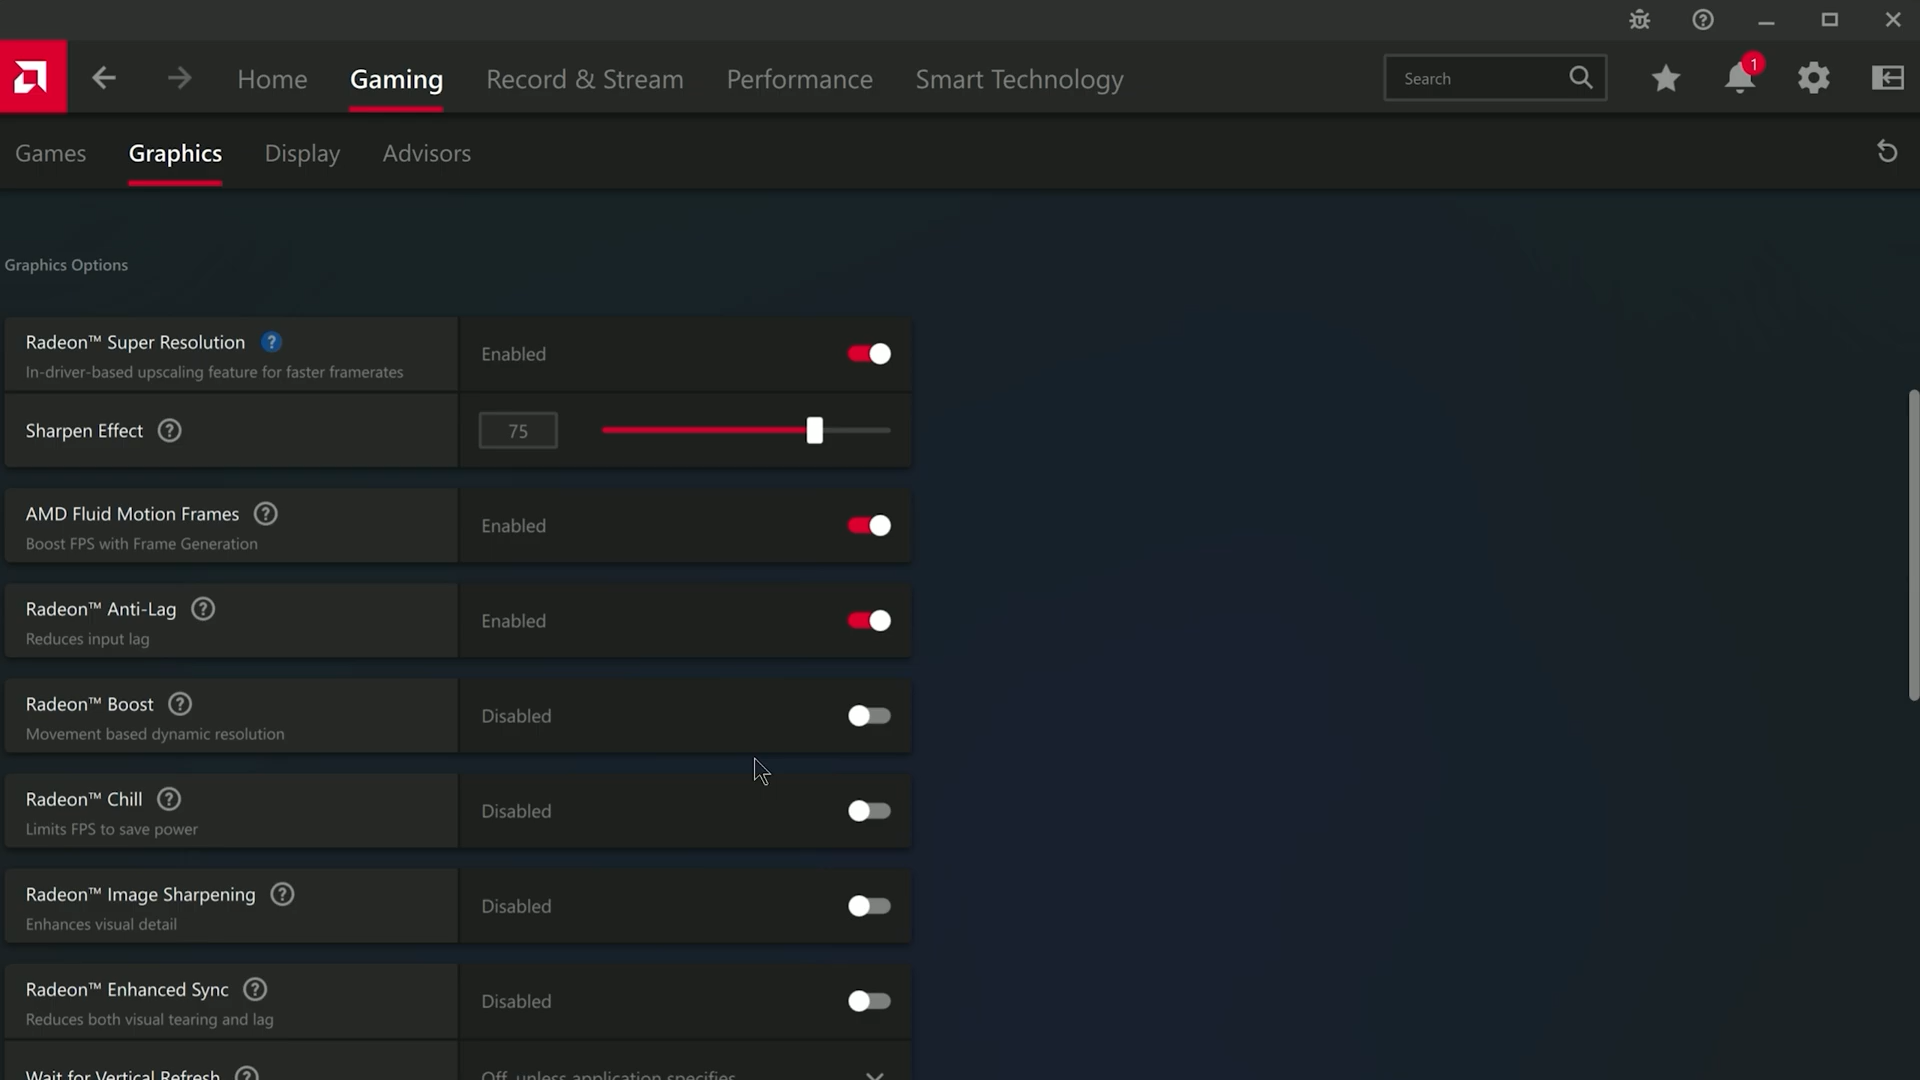 Home
Gaming
Record & Stream
Performance
Smart Technology
Search
1
Games
Graphics
Display
Advisors
Graphics Options
Radeon™ Super Resolution ?
In-driver-based upscaling feature for faster framerates
Enabled
Sharpen Effect ?
75
AMD Fluid Motion Frames ?
Boost FPS with Frame Generation
Enabled
Radeon™ Anti-Lag ?
Reduces input lag
Enabled
Radeon™ Boost ?
Movement based dynamic resolution
Disabled
Radeon™ Chill ?
Limits FPS to save power
Disabled
Radeon™ Image Sharpening ?
Enhances visual detail
Disabled
Radeon™ Enhanced Sync ?
Reduces both visual tearing and lag
Disabled
Wait for Vertical Refresh ?
Off, unless application specifies